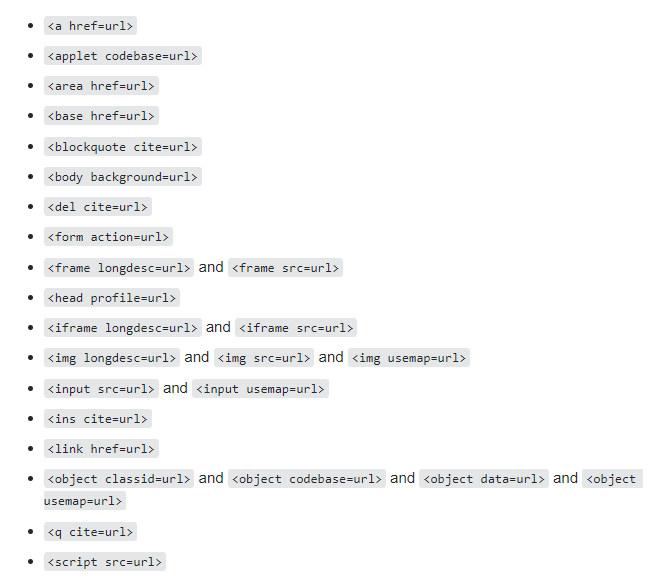 <a href=url>
<applet codebase=url>
<area href=url>
<base href=url>
<blockquote cite=url>
<body background=url>
<del cite=url>
<form action=url>
<frame longdesc=url> and <frame src=url>
<head profile=url>
<iframe longdesc=url> and <iframe src=url>
<img longdesc=url> and <img src=url> and <img usemap=url>
<input src=url> and <input usemap=url>
<ins cite=url>
<link href=url>
<object classid=url> and <object codebase=url> and <object data=url> and <object
usemap=url>
<q cite=url>
<script src=url>